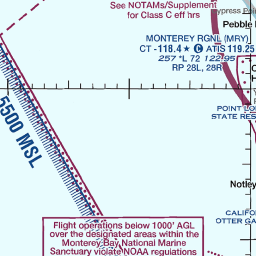 See NOTAMs/Supplement
for Class C eff hrs
Pebble
MONTEREY RGNL (MRY)
CT - 118.4 ★ C ATIS 119.25
257 *L 72 122.95
RP 28L, 28R
POINT LO
STATE RES
5500 MSL
Notley
CALIFO
OTTER GA
Flight operations below 1000' AGL
over the designated areas within the
Monterey Bay National Marine
Sanctuary violate NOAA regulations